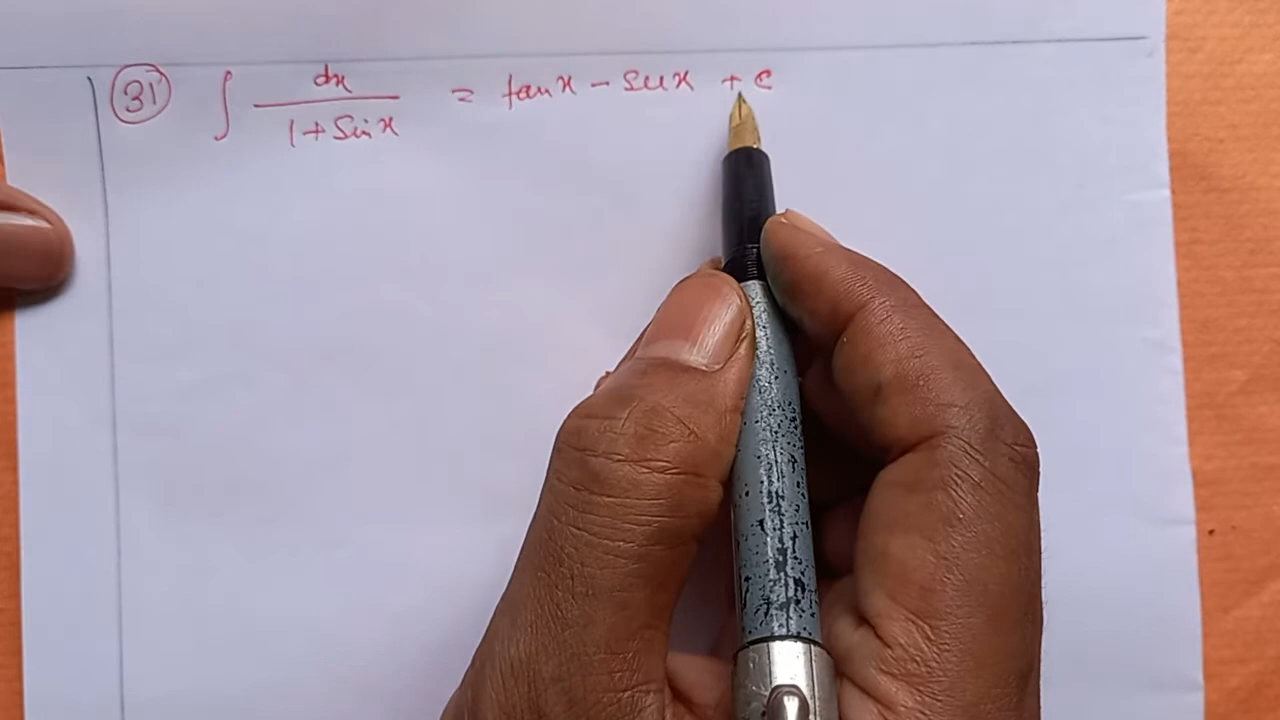 31 ∫ dx / (1 + Sin x) = tan x - sec x + c